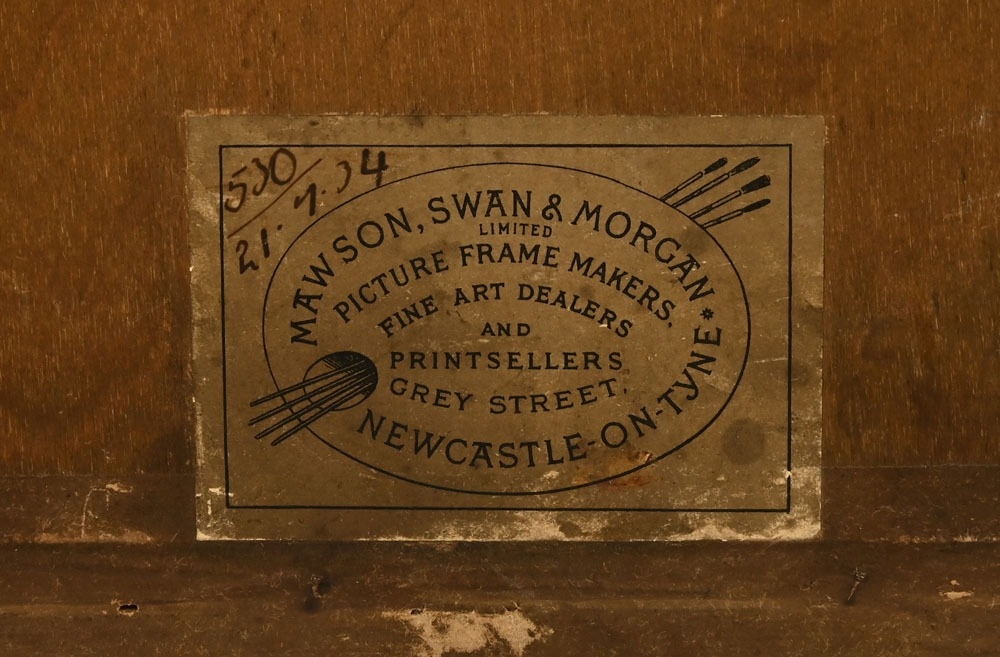 530
21.7.34
MAWSON, SWAN & MORGAN
LIMITED
PICTURE FRAME MAKERS.
FINE ART DEALERS
AND
PRINTSELLERS
GREY STREET,
NEWCASTLE-ON-TYNE